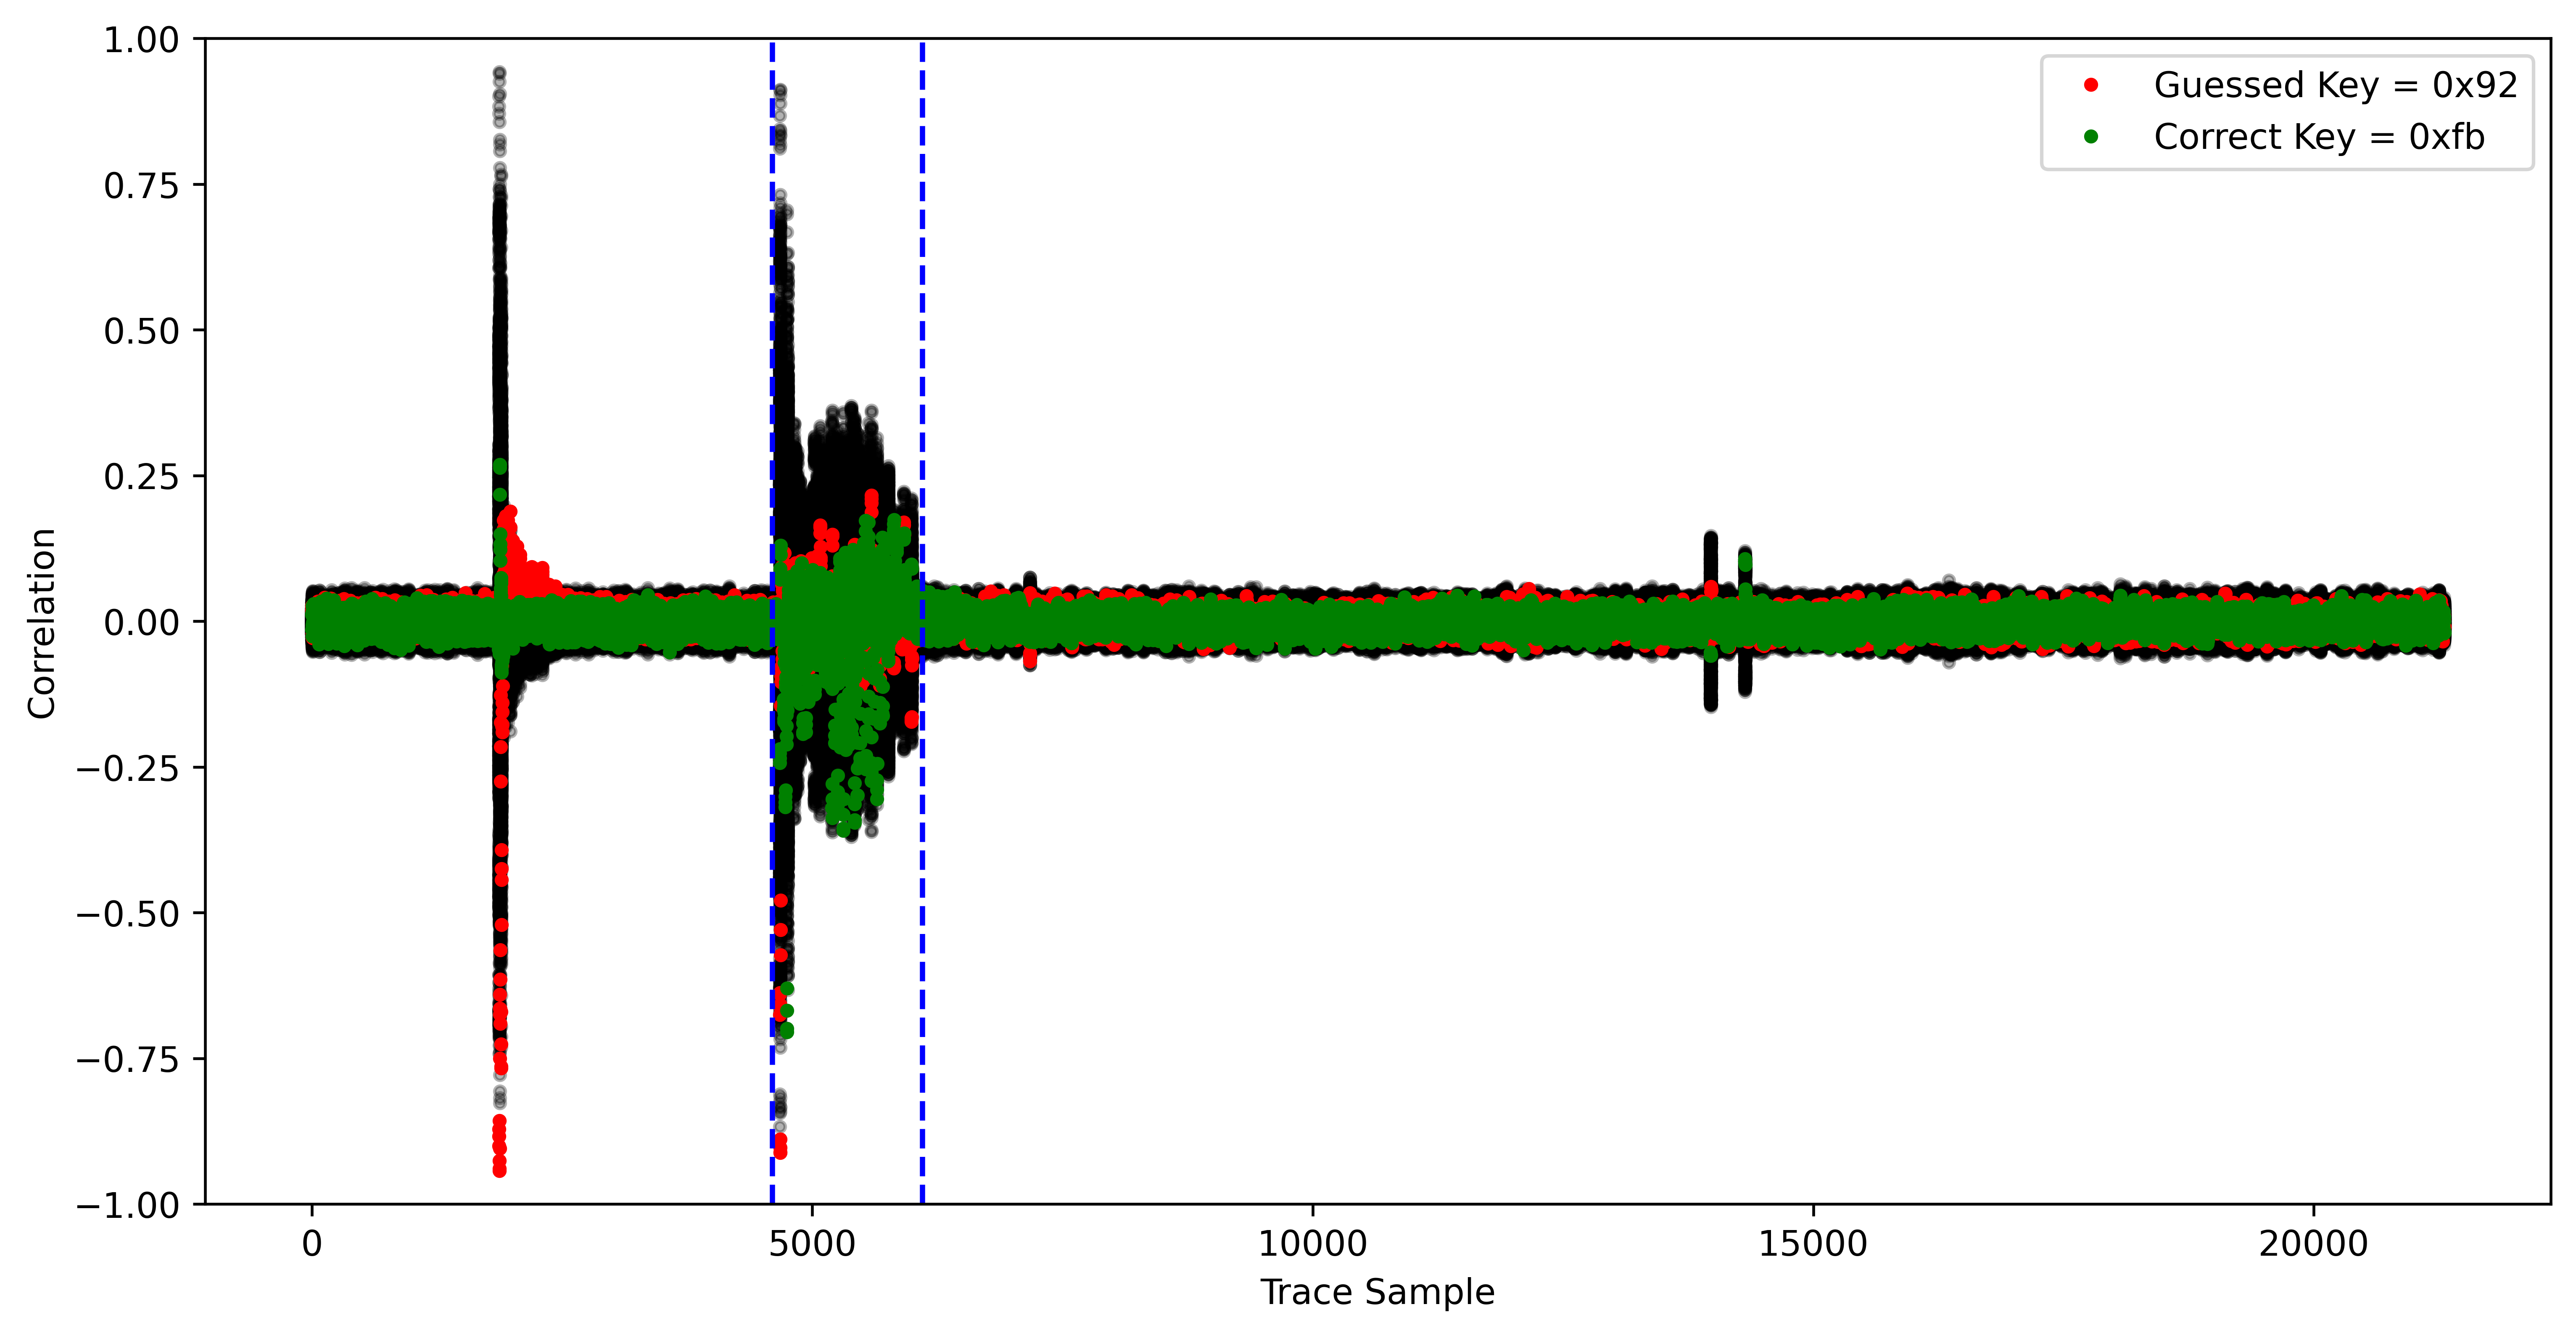 1.00
0.75
0.50
0.25
0.00
−0.25
−0.50
−0.75
−1.00
Correlation
Guessed Key = 0x92
Correct Key = 0xfb
0 5000 10000 15000 20000
Trace Sample